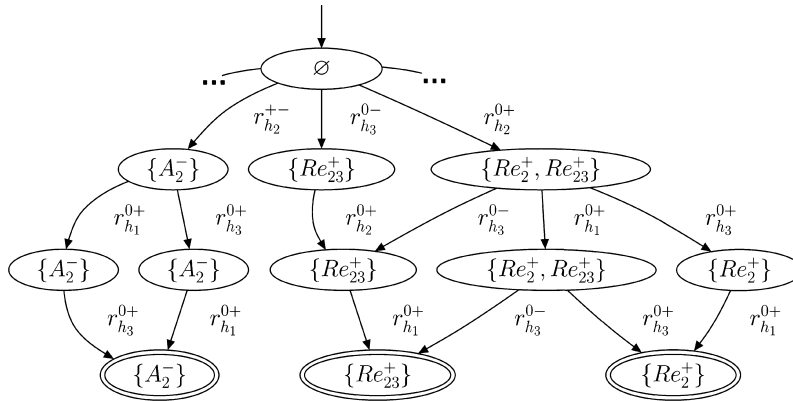 ∅
... ...
r_{h_2}^{+-} r_{h_3}^{0-} r_{h_2}^{0+}
{A_2^-} {Re_{23}^+} {Re_2^+, Re_{23}^+}
r_{h_1}^{0+} r_{h_3}^{0+} r_{h_2}^{0+} r_{h_3}^{0-} r_{h_1}^{0+} r_{h_3}^{0+}
{A_2^-} {A_2^-} {Re_{23}^+} {Re_2^+, Re_{23}^+} {Re_2^+}
r_{h_3}^{0+} r_{h_1}^{0+} r_{h_1}^{0+} r_{h_3}^{0-} r_{h_3}^{0+} r_{h_1}^{0+}
{A_2^-} {Re_{23}^+} {Re_2^+}